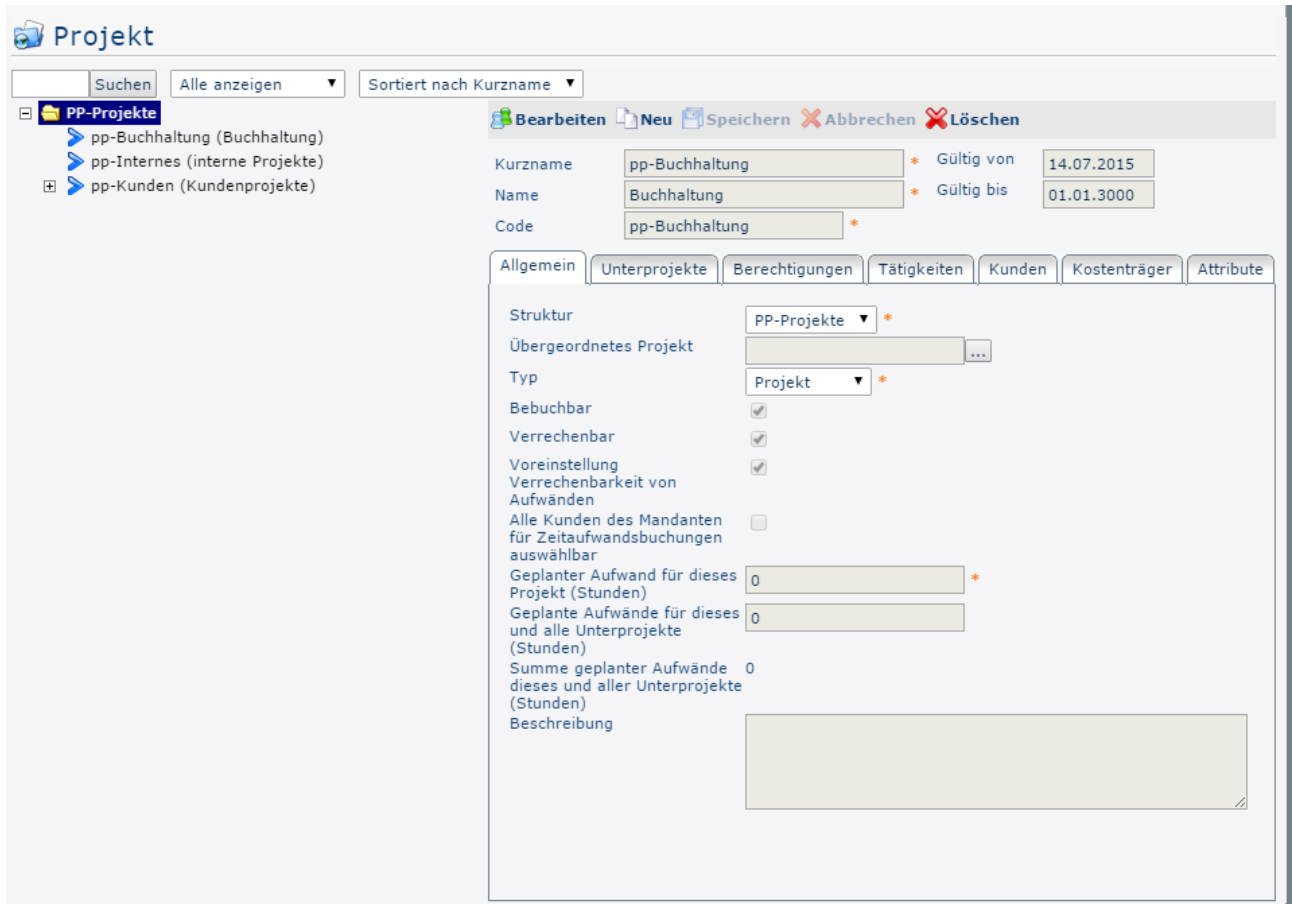 Projekt
Suchen Alle anzeigen Sortiert nach Kurzname
PP-Projekte
pp-Buchhaltung (Buchhaltung)
pp-Internes (interne Projekte)
pp-Kunden (Kundenprojekte)
Bearbeiten Neu Speichern Abbrechen Löschen
Kurzname pp-Buchhaltung * Gültig von 14.07.2015
Name Buchhaltung * Gültig bis 01.01.3000
Code pp-Buchhaltung *
Allgemein Unterprojekte Berechtigungen Tätigkeiten Kunden Kostenträger Attribute
Struktur PP-Projekte *
Übergeordnetes Projekt ...
Typ Projekt *
Bebuchbar
Verrechenbar
Voreinstellung
Verrechenbarkeit von
Aufwänden
Alle Kunden des Mandanten
für Zeitaufwandsbuchungen
auswählbar
Geplanter Aufwand für dieses 0 *
Projekt (Stunden)
Geplante Aufwände für dieses 0
und alle Unterprojekte
(Stunden)
Summe geplanter Aufwände 0
dieses und aller Unterprojekte
(Stunden)
Beschreibung